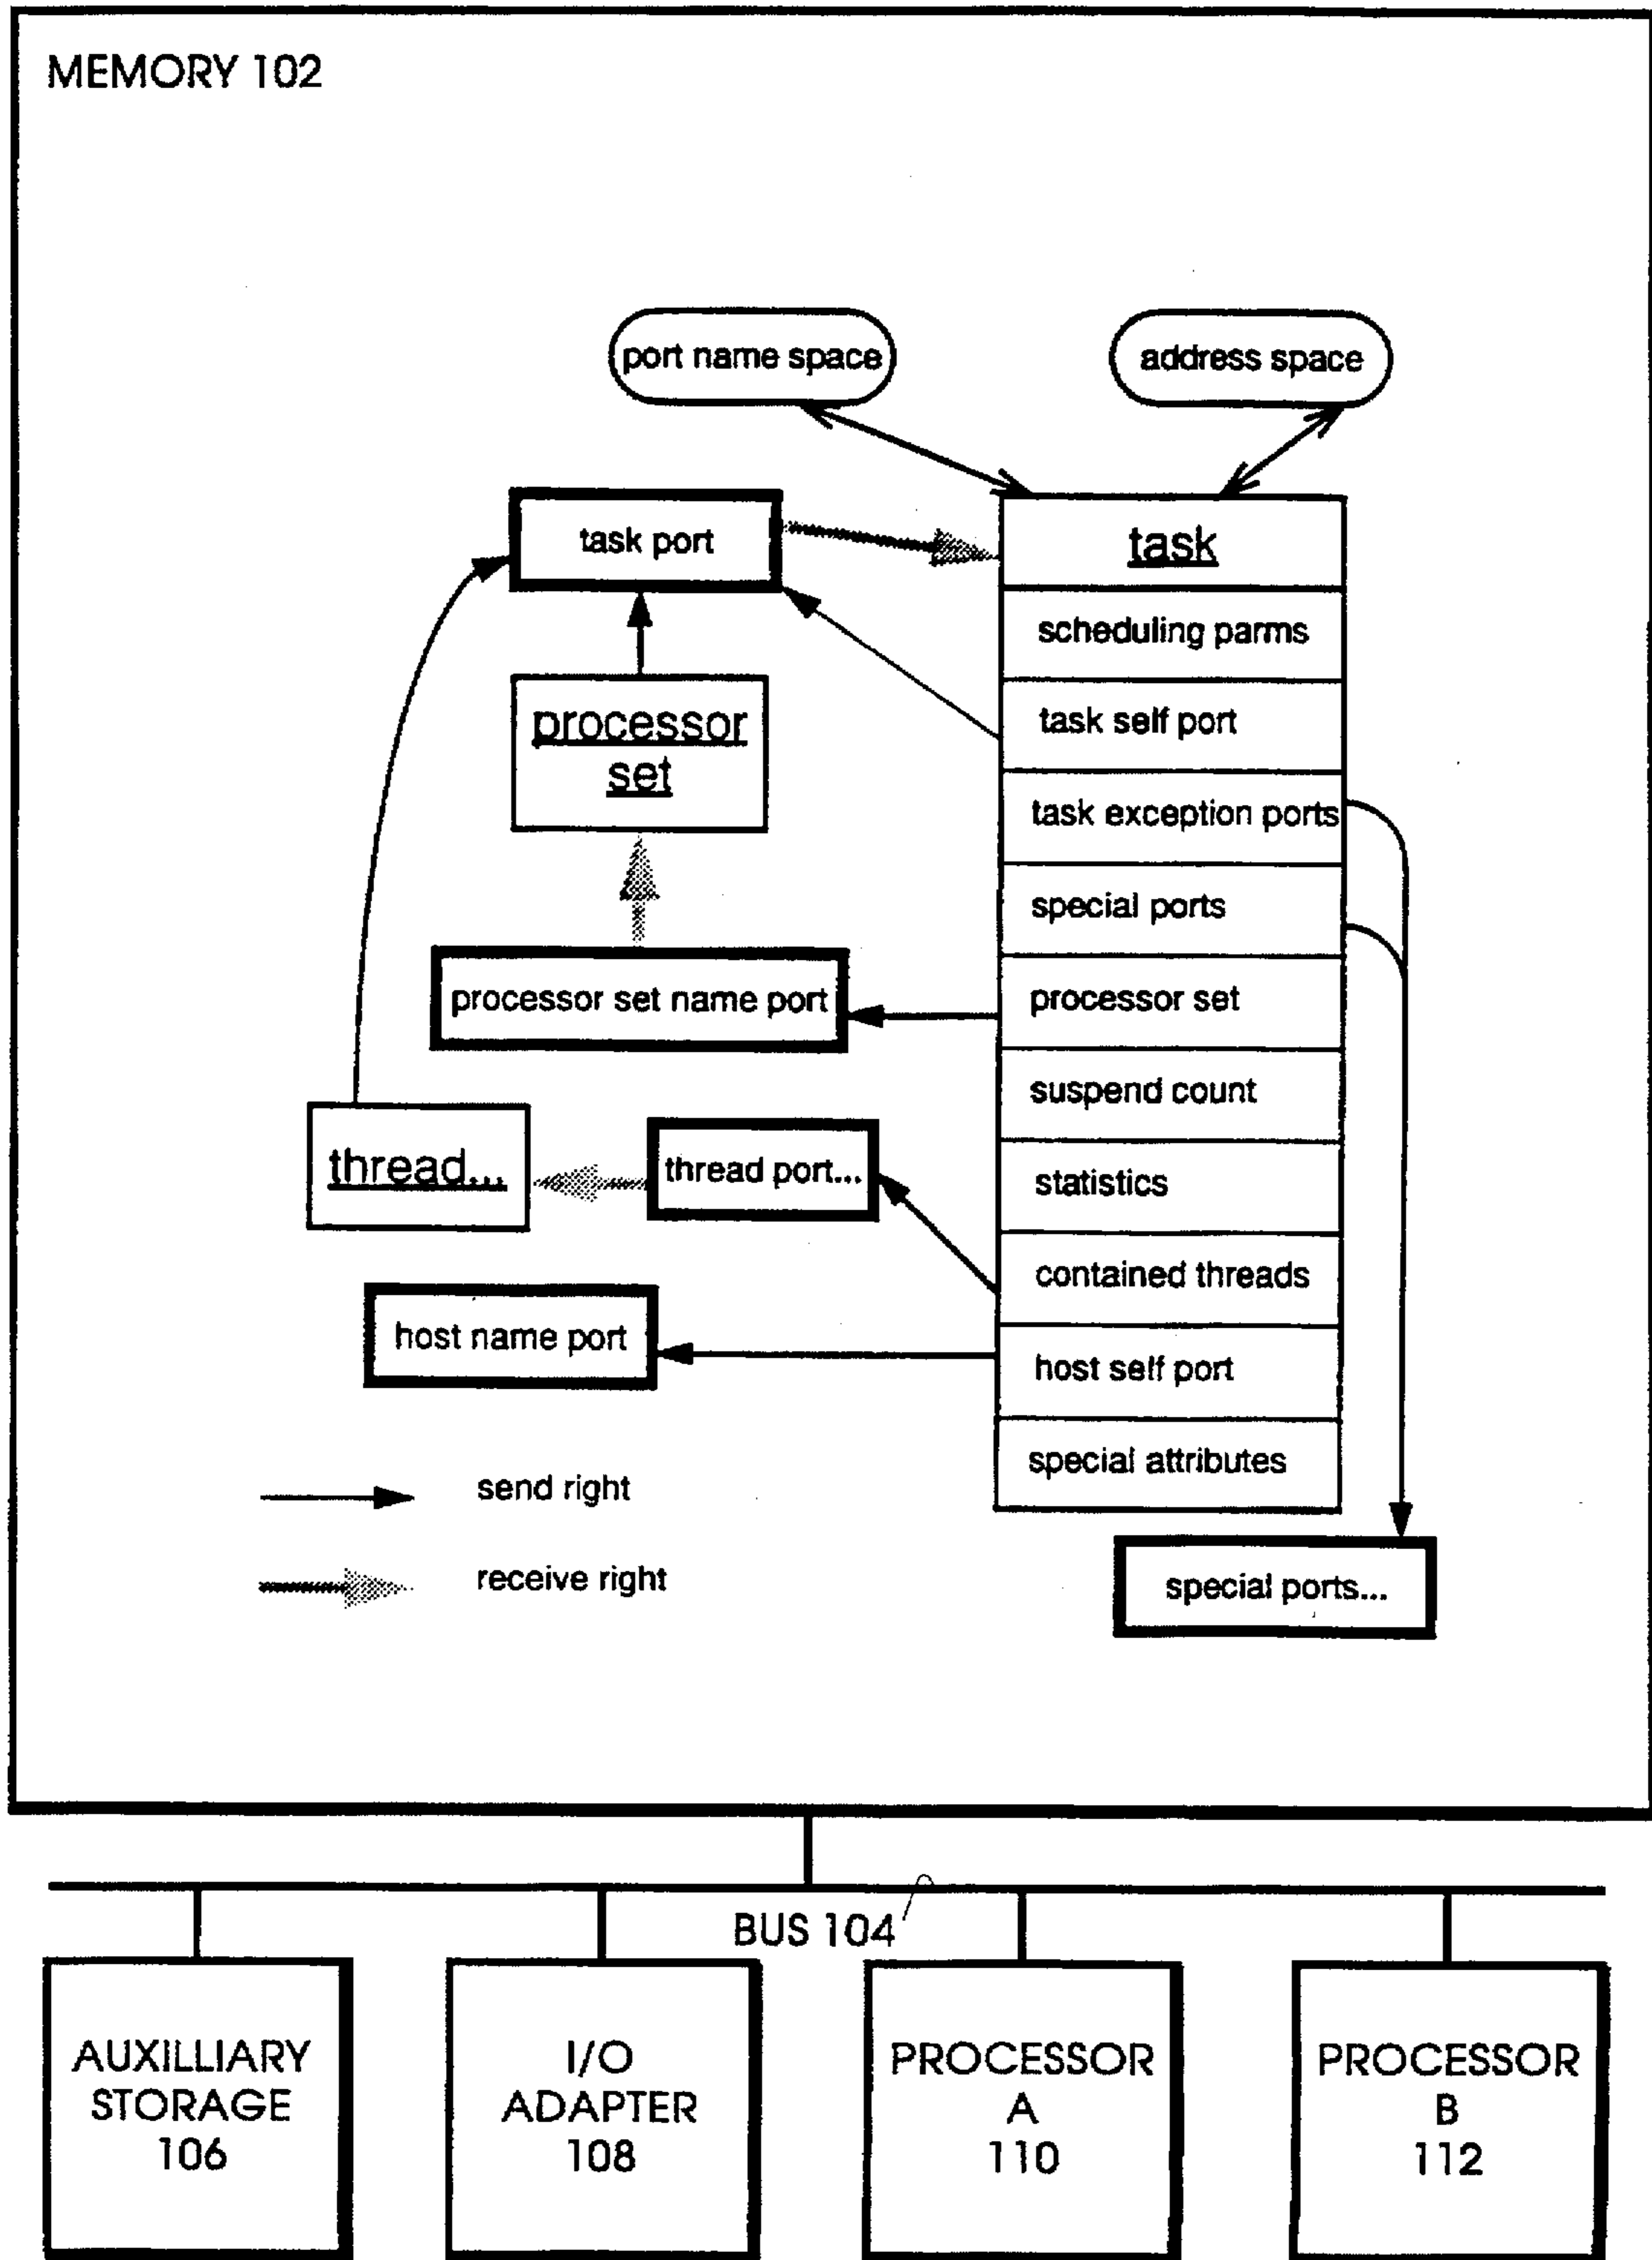 MEMORY 102
port name space
address space
task port
task
scheduling parms
processor
set
task self port
task exception ports
special ports
processor set name port
processor set
suspend count
thread...
thread port...
statistics
contained threads
host name port
host self port
special attributes
send right
receive right
special ports...
BUS 104
AUXILLIARY
STORAGE
106
I/O
ADAPTER
108
PROCESSOR
A
110
PROCESSOR
B
112